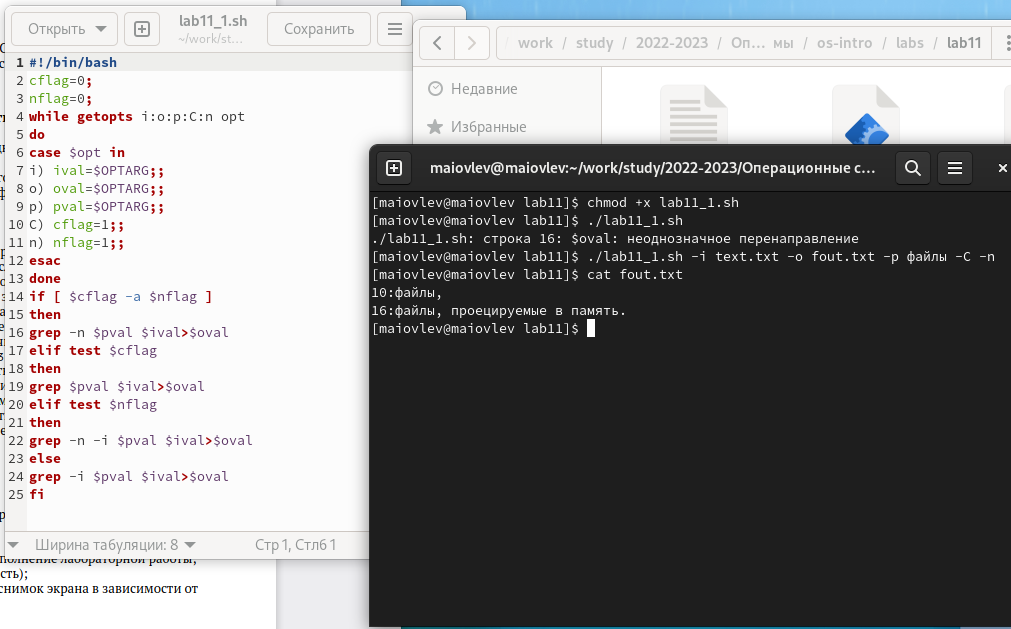 Открыть
lab11_1.sh
~/work/st…
Сохранить
1 #!/bin/bash
2 cflag=0;
3 nflag=0;
4 while getopts i:o:p:C:n opt
5 do
6 case $opt in
7 i) ival=$OPTARG;;
8 o) oval=$OPTARG;;
9 p) pval=$OPTARG;;
10 C) cflag=1;;
11 n) nflag=1;;
12 esac
13 done
14 if [ $cflag -a $nflag ]
15 then
16 grep -n $pval $ival>$oval
17 elif test $cflag
18 then
19 grep $pval $ival>$oval
20 elif test $nflag
21 then
22 grep -n -i $pval $ival>$oval
23 else
24 grep -i $pval $ival>$oval
25 fi
Ширина табуляции: 8
Стр 1, Стлб 1
сть);
снимок экрана в зависимости от
work / study / 2022-2023 / Оп… мы / os-intro / labs / lab11
Недавние
Избранные
maiovlev@maiovlev:~/work/study/2022-2023/Операционные с…
[maiovlev@maiovlev lab11]$ chmod +x lab11_1.sh
[maiovlev@maiovlev lab11]$ ./lab11_1.sh
./lab11_1.sh: строка 16: $oval: неоднозначное перенаправление
[maiovlev@maiovlev lab11]$ ./lab11_1.sh -i text.txt -o fout.txt -p файлы -C -n
[maiovlev@maiovlev lab11]$ cat fout.txt
10:файлы,
16:файлы, проецируемые в память.
[maiovlev@maiovlev lab11]$